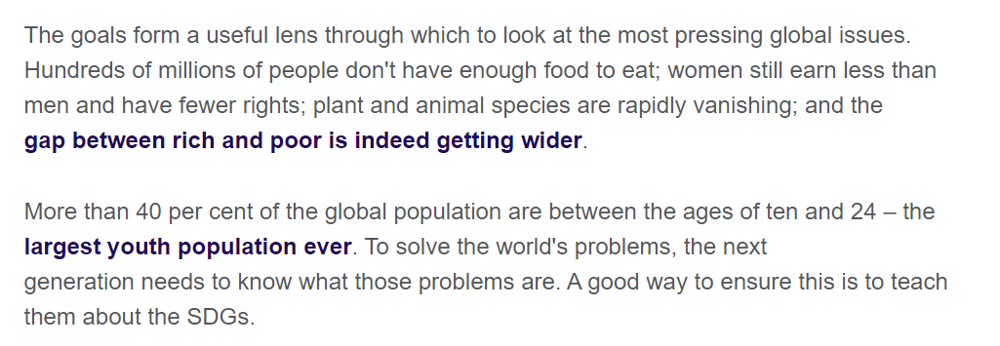 The goals form a useful lens through which to look at the most pressing global issues.
Hundreds of millions of people don't have enough food to eat; women still earn less than
men and have fewer rights; plant and animal species are rapidly vanishing; and the
gap between rich and poor is indeed getting wider.
More than 40 per cent of the global population are between the ages of ten and 24 – the
largest youth population ever. To solve the world's problems, the next
generation needs to know what those problems are. A good way to ensure this is to teach
them about the SDGs.